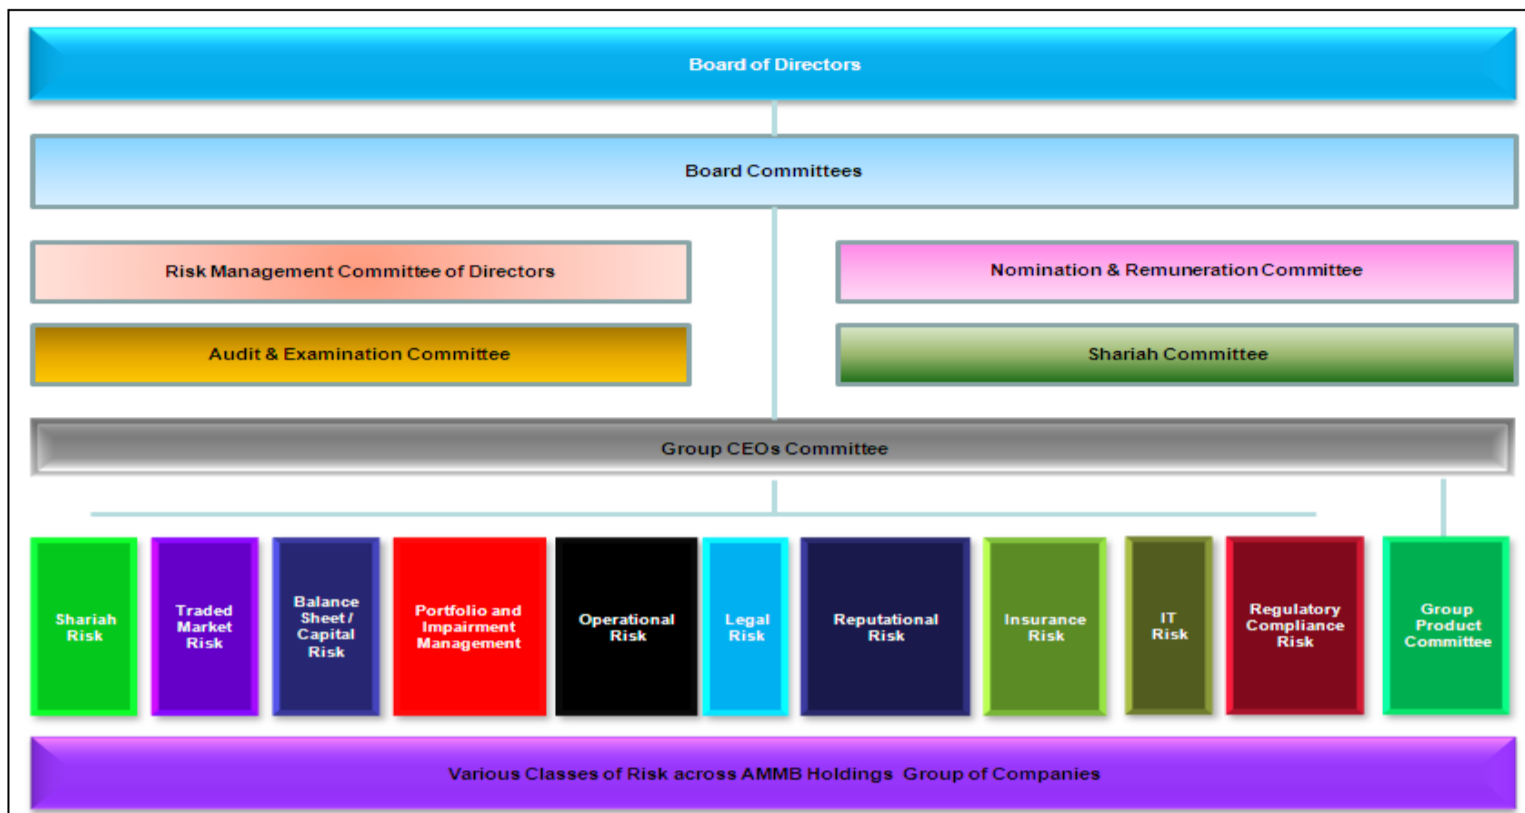 Board of Directors
Board Committees
Risk Management Committee of Directors
Nomination & Remuneration Committee
Audit & Examination Committee
Shariah Committee
Group CEOs Committee
Shariah
Risk
Traded
Market
Risk
Balance
Sheet /
Capital
Risk
Portfolio and
Impairment
Management
Operational
Risk
Legal
Risk
Reputational
Risk
Insurance
Risk
IT
Risk
Regulatory
Compliance
Risk
Group
Product
Committee
Various Classes of Risk across AMMB Holdings Group of Companies